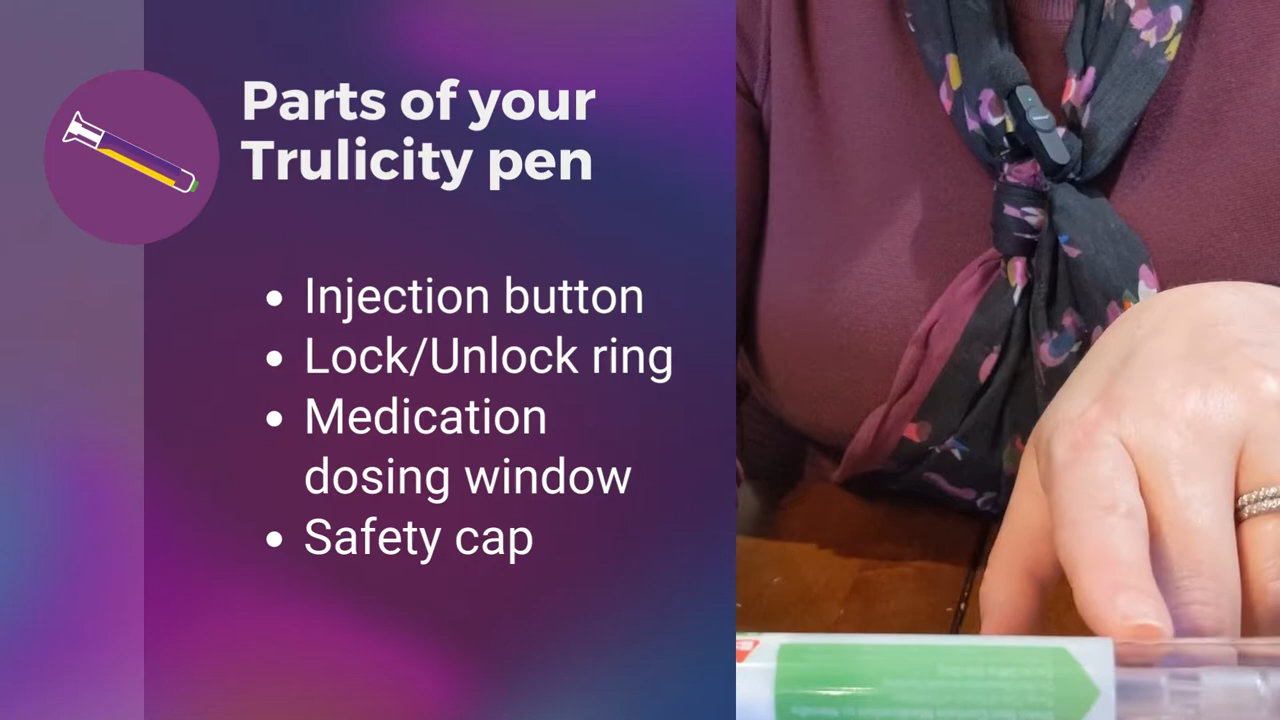 Parts of your
Trulicity pen
Injection button
Lock/Unlock ring
Medication
dosing window
Safety cap